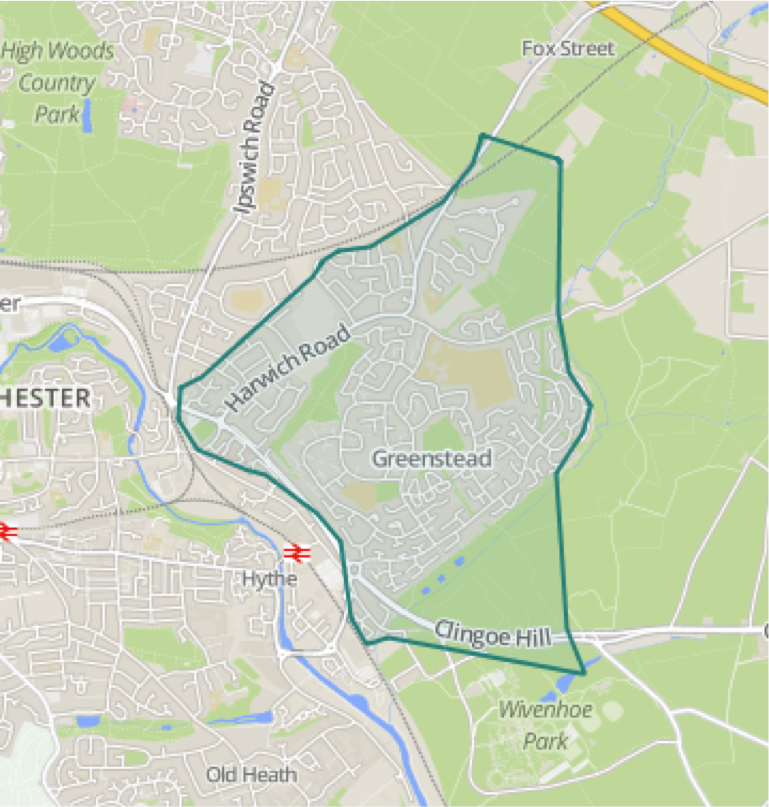 Fox Street
High Woods
Country
Park
Ipswich Road
er
Harwich Road
HESTER
Greenstead
Hythe
Clingoe Hill
Wivenhoe
Park
Old Heath